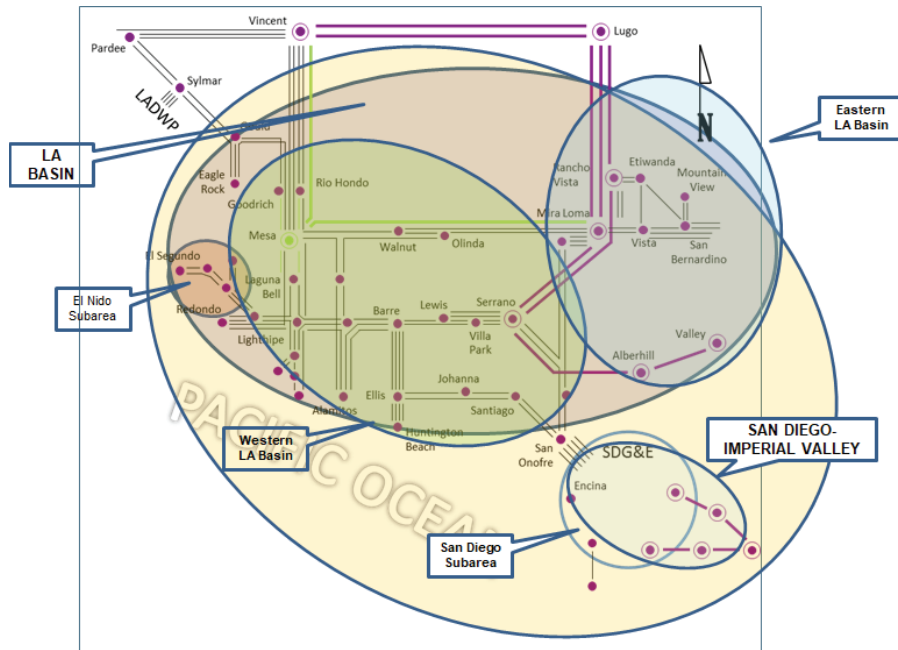 Vincent
Lugo
Pardee
Sylmar
LADWP
N
Eastern
LA Basin
LA
BASIN
Gould
Eagle
Rock
Goodrich
Rio Hondo
Rancho
Vista
Etiwanda
Mountain
View
Mira Loma
Mesa
Walnut
Olinda
Vista
San
Bernardino
El Segundo
Laguna
Bell
El Nido
Subarea
Redondo
Lighthipe
Barre
Lewis
Serrano
Villa
Park
Valley
Alberhill
Johanna
Alamitos
Ellis
Santiago
PACIFIC OCEAN
Western
LA Basin
Huntington
Beach
San
Onofre
SDG&E
SAN DIEGO-
IMPERIAL VALLEY
Encina
San Diego
Subarea